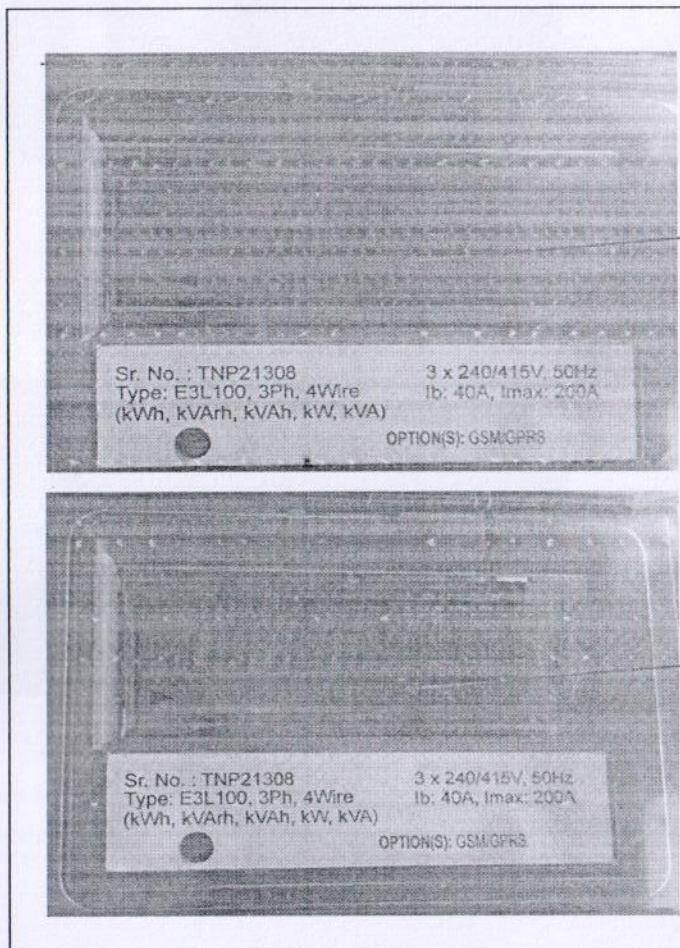 Sr. No. : TNP21308
3 x 240/415V, 50Hz
Type: E3L100, 3Ph, 4Wire
Ib: 40A, Imax: 200A
(kWh, kVArh, kVAh, kW, kVA)
OPTION(S): GSM/GPRS
Sr. No. : TNP21308
3 x 240/415V, 50Hz
Type: E3L100, 3Ph, 4Wire
Ib: 40A, Imax: 200A
(kWh, kVArh, kVAh, kW, kVA)
OPTION(S): GSM/GPRS